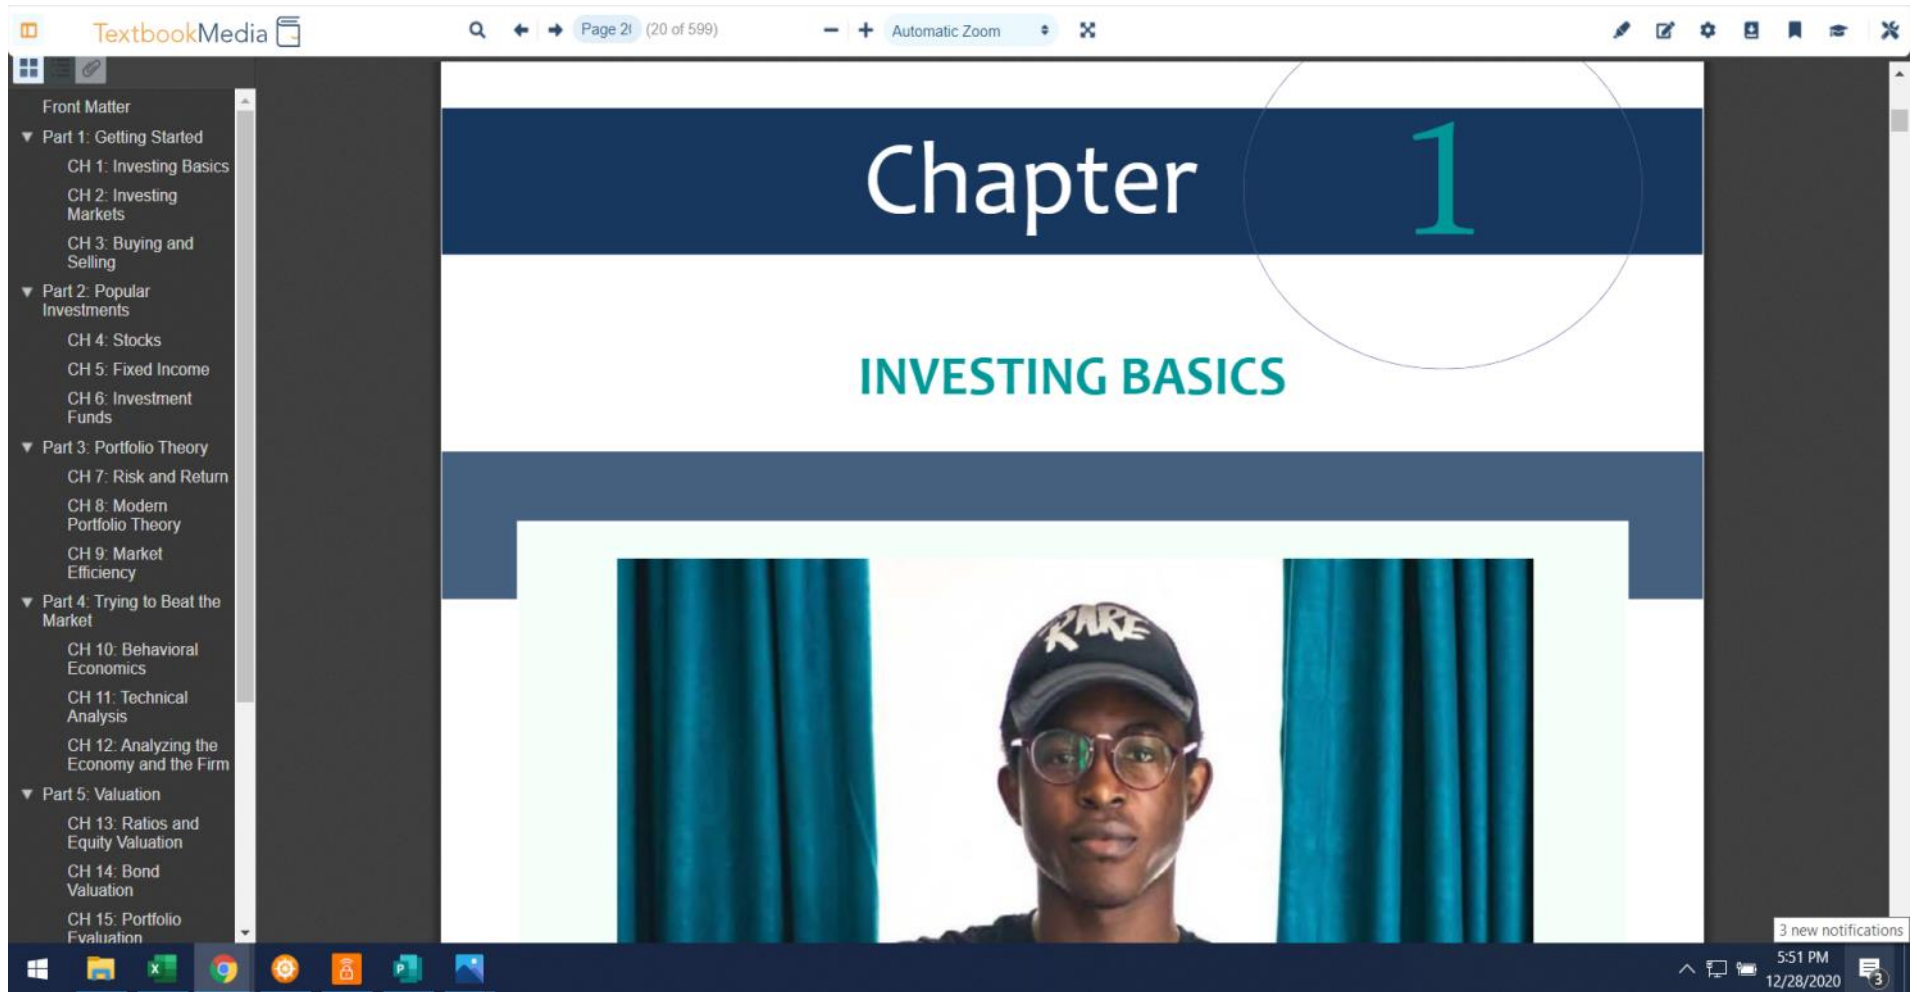 TextbookMedia
Page 2
(20 of 599)
Automatic Zoom
Front Matter
Part 1: Getting Started
CH 1: Investing Basics
CH 2: Investing
Markets
CH 3: Buying and
Selling
Part 2: Popular
Investments
CH 4: Stocks
CH 5: Fixed Income
CH 6: Investment
Funds
Part 3: Portfolio Theory
CH 7: Risk and Return
CH 8: Modern
Portfolio Theory
CH 9: Market
Efficiency
Part 4: Trying to Beat the
Market
CH 10: Behavioral
Economics
CH 11: Technical
Analysis
CH 12: Analyzing the
Economy and the Firm
Part 5: Valuation
CH 13: Ratios and
Equity Valuation
CH 14: Bond
Valuation
CH 15: Portfolio
Evaluation
Chapter 1
INVESTING BASICS
RARE
3 new notifications
5:51 PM
12/28/2020
3